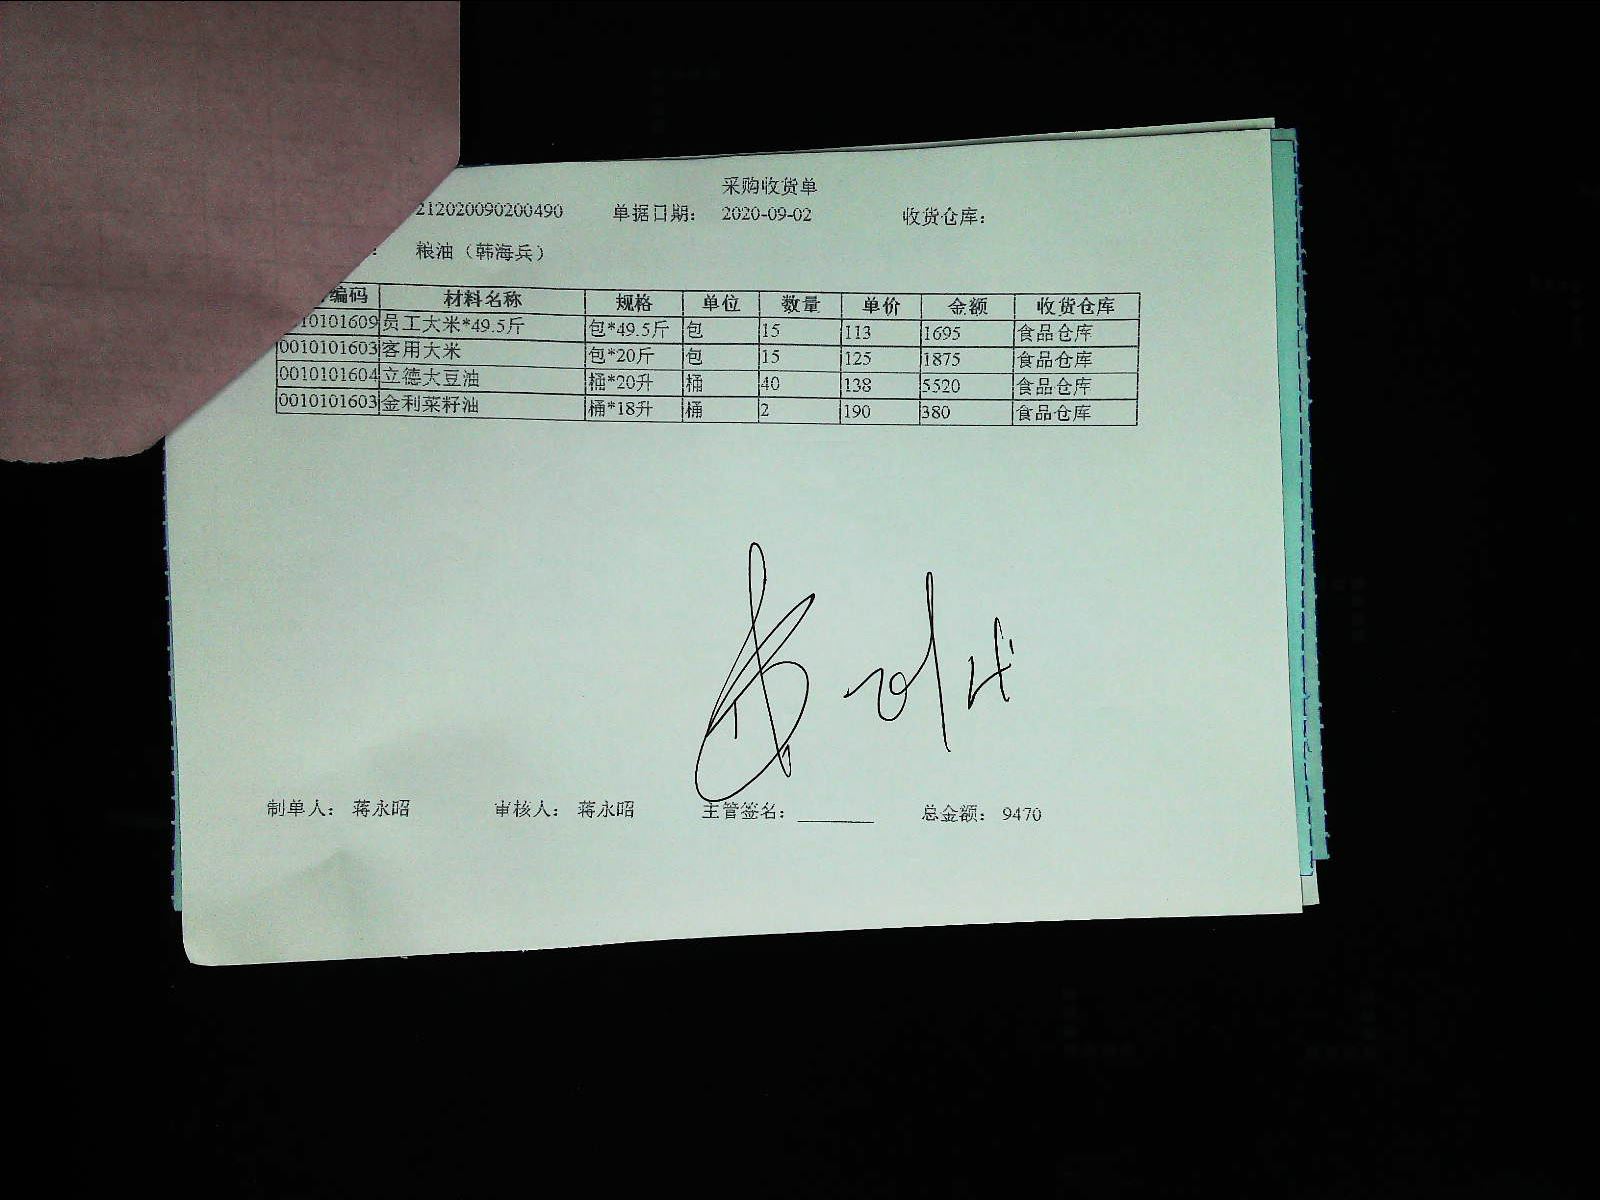 采购收货单
212020090200490 单据日期： 2020-09-02 收货仓库：
： 粮油（韩海兵）
编码 材料名称 规格 单位 数量 单价 金额 收货仓库
10101609 员工大米*49.5斤 包*49.5斤 包 15 113 1695 食品仓库
0010101603 客用大米 包*20斤 包 15 125 1875 食品仓库
0010101604 立德大豆油 桶*20升 桶 40 138 5520 食品仓库
0010101603 金利菜籽油 桶*18升 桶 2 190 380 食品仓库
制单人： 蒋永昭 审核人： 蒋永昭 主管签名： 总金额： 9470